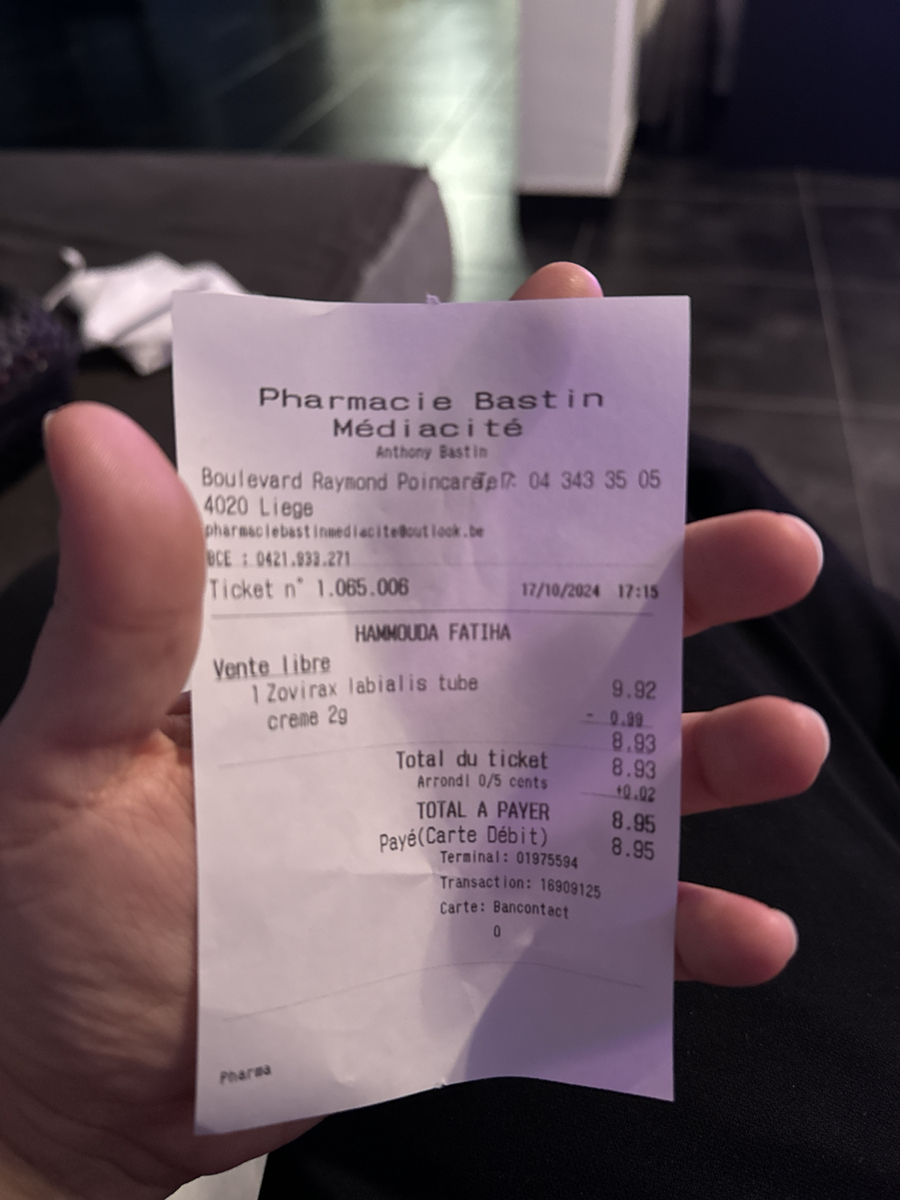 Pharmacie Bastin
Médiacité
Anthony Bastin
Boulevard Raymond Poincaré 7 Tel: 04 343 35 05
4020 Liege
pharmaciebastinmediacite@outlook.be
BCE : 0421.933.271
Ticket n° 1.065.006 17/10/2024 17:15
HAMMOUDA FATIHA
Vente libre
1 Zovirax labialis tube 9.92
creme 2g - 0.99
8.93
Total du ticket 8.93
Arrondi 0/5 cents +0.02
TOTAL A PAYER 8.95
Payé(Carte Débit) 8.95
Terminal: 01975594
Transaction: 16909125
Carte: Bancontact
0
Pharma